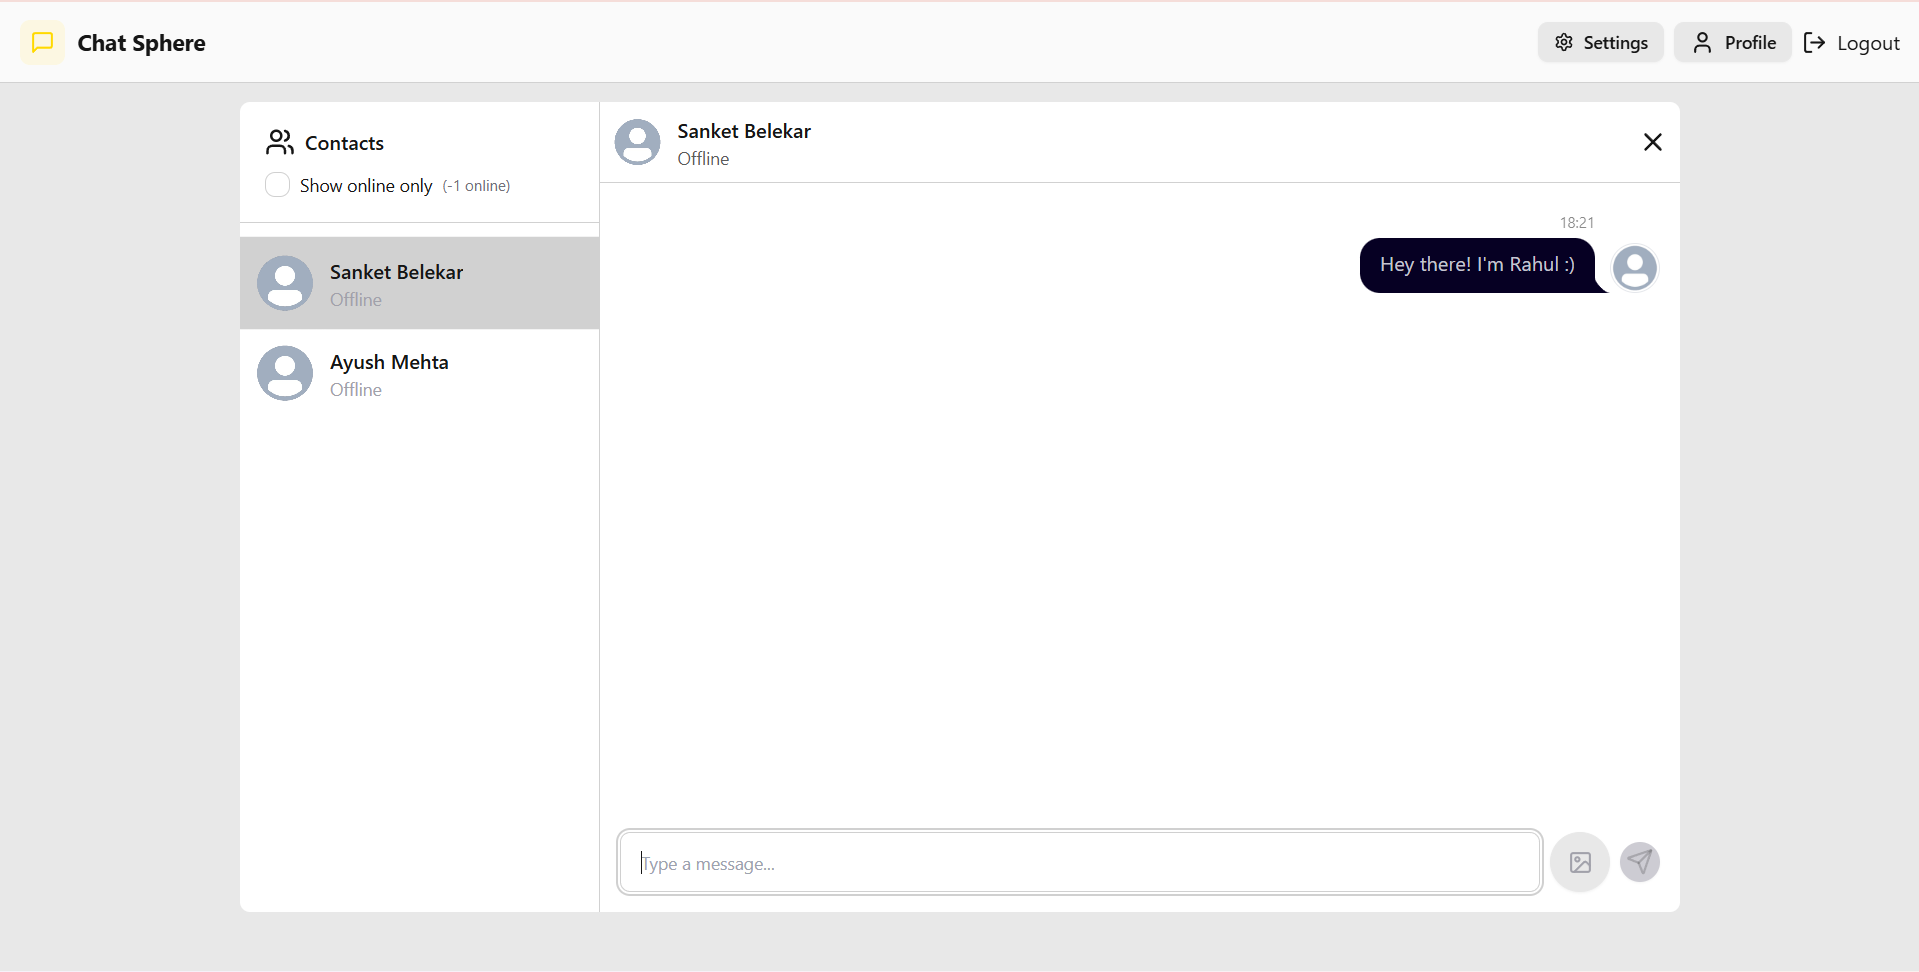 Chat Sphere
Settings
Profile
Logout
Contacts
Show online only (-1 online)
Sanket Belekar
Offline
Ayush Mehta
Offline
Sanket Belekar
Offline
18:21
Hey there! I'm Rahul :)
Type a message...